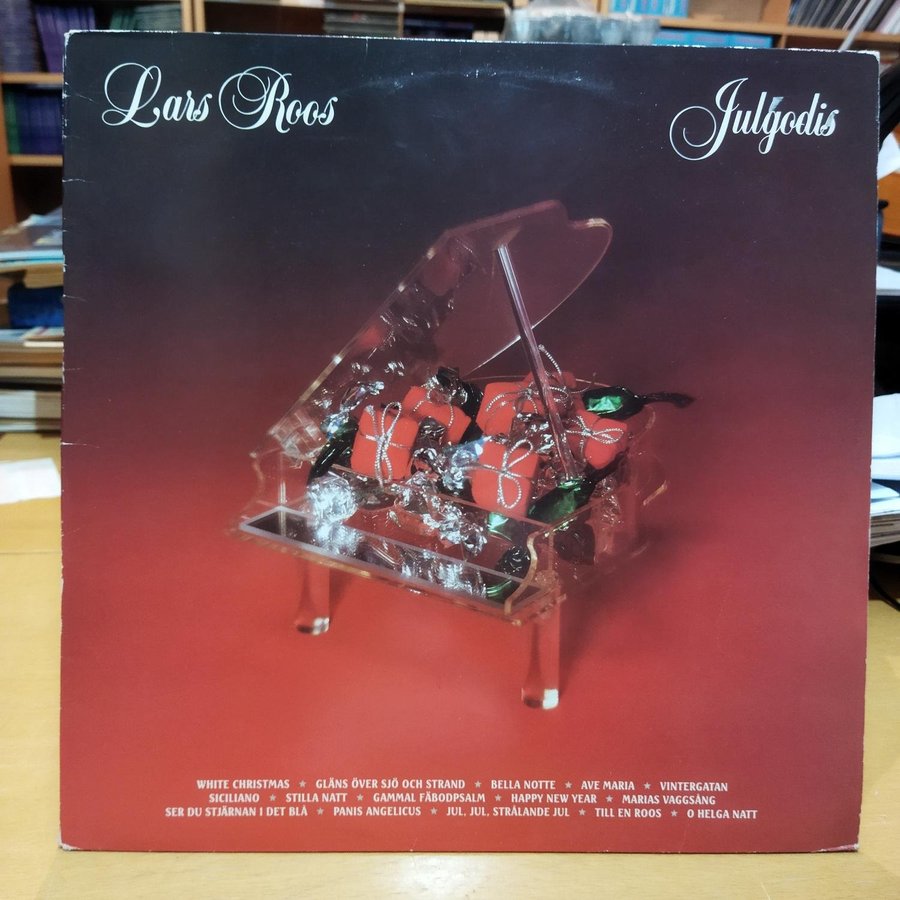 Lars Roos
Julgodis
WHITE CHRISTMAS ★ GLÄNS ÖVER SJÖ OCH STRAND ★ BELLA NOTTE ★ AVE MARIA ★ VINTERGATAN
SICILIANO ★ STILLA NATT ★ GAMMAL FÄBODPSALM ★ HAPPY NEW YEAR ★ MARIAS VAGGSÅNG
SER DU STJÄRNAN I DET BLÅ ★ PANIS ANGELICUS ★ JUL, JUL, STRÅLANDE JUL ★ TILL EN ROOS ★ O HELGA NATT